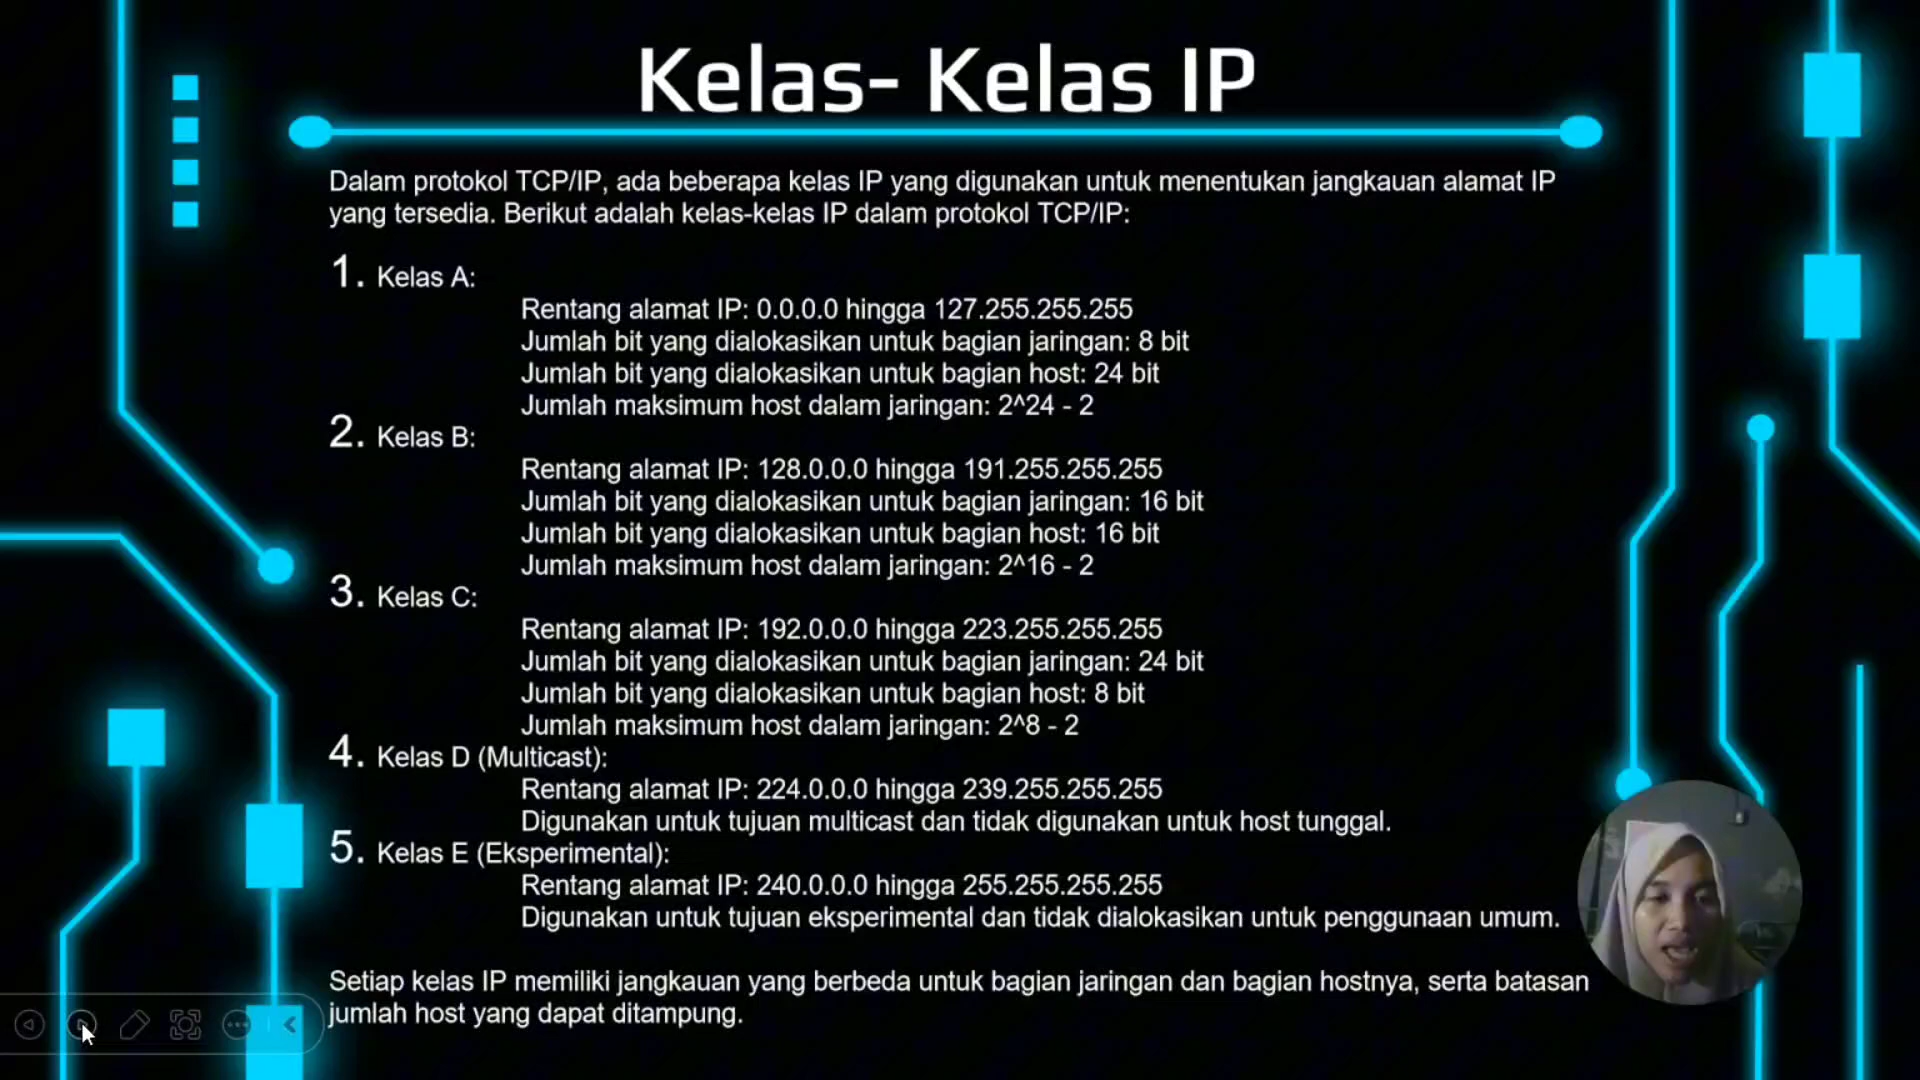 Kelas- Kelas IP
Dalam protokol TCP/IP, ada beberapa kelas IP yang digunakan untuk menentukan jangkauan alamat IP
yang tersedia. Berikut adalah kelas-kelas IP dalam protokol TCP/IP:
1. Kelas A:
Rentang alamat IP: 0.0.0.0 hingga 127.255.255.255
Jumlah bit yang dialokasikan untuk bagian jaringan: 8 bit
Jumlah bit yang dialokasikan untuk bagian host: 24 bit
Jumlah maksimum host dalam jaringan: 2^24 - 2
2. Kelas B:
Rentang alamat IP: 128.0.0.0 hingga 191.255.255.255
Jumlah bit yang dialokasikan untuk bagian jaringan: 16 bit
Jumlah bit yang dialokasikan untuk bagian host: 16 bit
Jumlah maksimum host dalam jaringan: 2^16 - 2
3. Kelas C:
Rentang alamat IP: 192.0.0.0 hingga 223.255.255.255
Jumlah bit yang dialokasikan untuk bagian jaringan: 24 bit
Jumlah bit yang dialokasikan untuk bagian host: 8 bit
Jumlah maksimum host dalam jaringan: 2^8 - 2
4. Kelas D (Multicast):
Rentang alamat IP: 224.0.0.0 hingga 239.255.255.255
Digunakan untuk tujuan multicast dan tidak digunakan untuk host tunggal.
5. Kelas E (Eksperimental):
Rentang alamat IP: 240.0.0.0 hingga 255.255.255.255
Digunakan untuk tujuan eksperimental dan tidak dialokasikan untuk penggunaan umum.
Setiap kelas IP memiliki jangkauan yang berbeda untuk bagian jaringan dan bagian hostnya, serta batasan
jumlah host yang dapat ditampung.